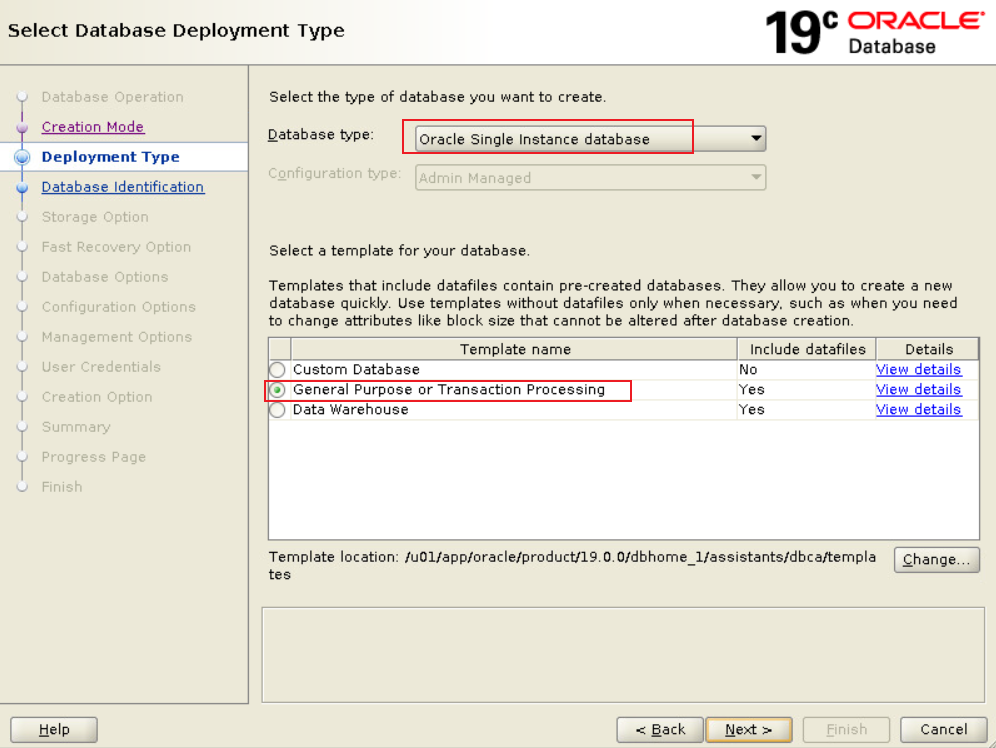 Select Database Deployment Type
19c ORACLE
Database
Database Operation
Creation Mode
Deployment Type
Database Identification
Storage Option
Fast Recovery Option
Database Options
Configuration Options
Management Options
User Credentials
Creation Option
Summary
Progress Page
Finish
Select the type of database you want to create.
Database type: Oracle Single Instance database
Configuration type: Admin Managed
Select a template for your database.
Templates that include datafiles contain pre-created databases. They allow you to create a new
database quickly. Use templates without datafiles only when necessary, such as when you need
to change attributes like block size that cannot be altered after database creation.
Template name Include datafiles Details
Custom Database No View details
General Purpose or Transaction Processing Yes View details
Data Warehouse Yes View details
Template location: /u01/app/oracle/product/19.0.0/dbhome_1/assistants/dbca/templa
tes
Change...
Help < Back Next > Finish Cancel